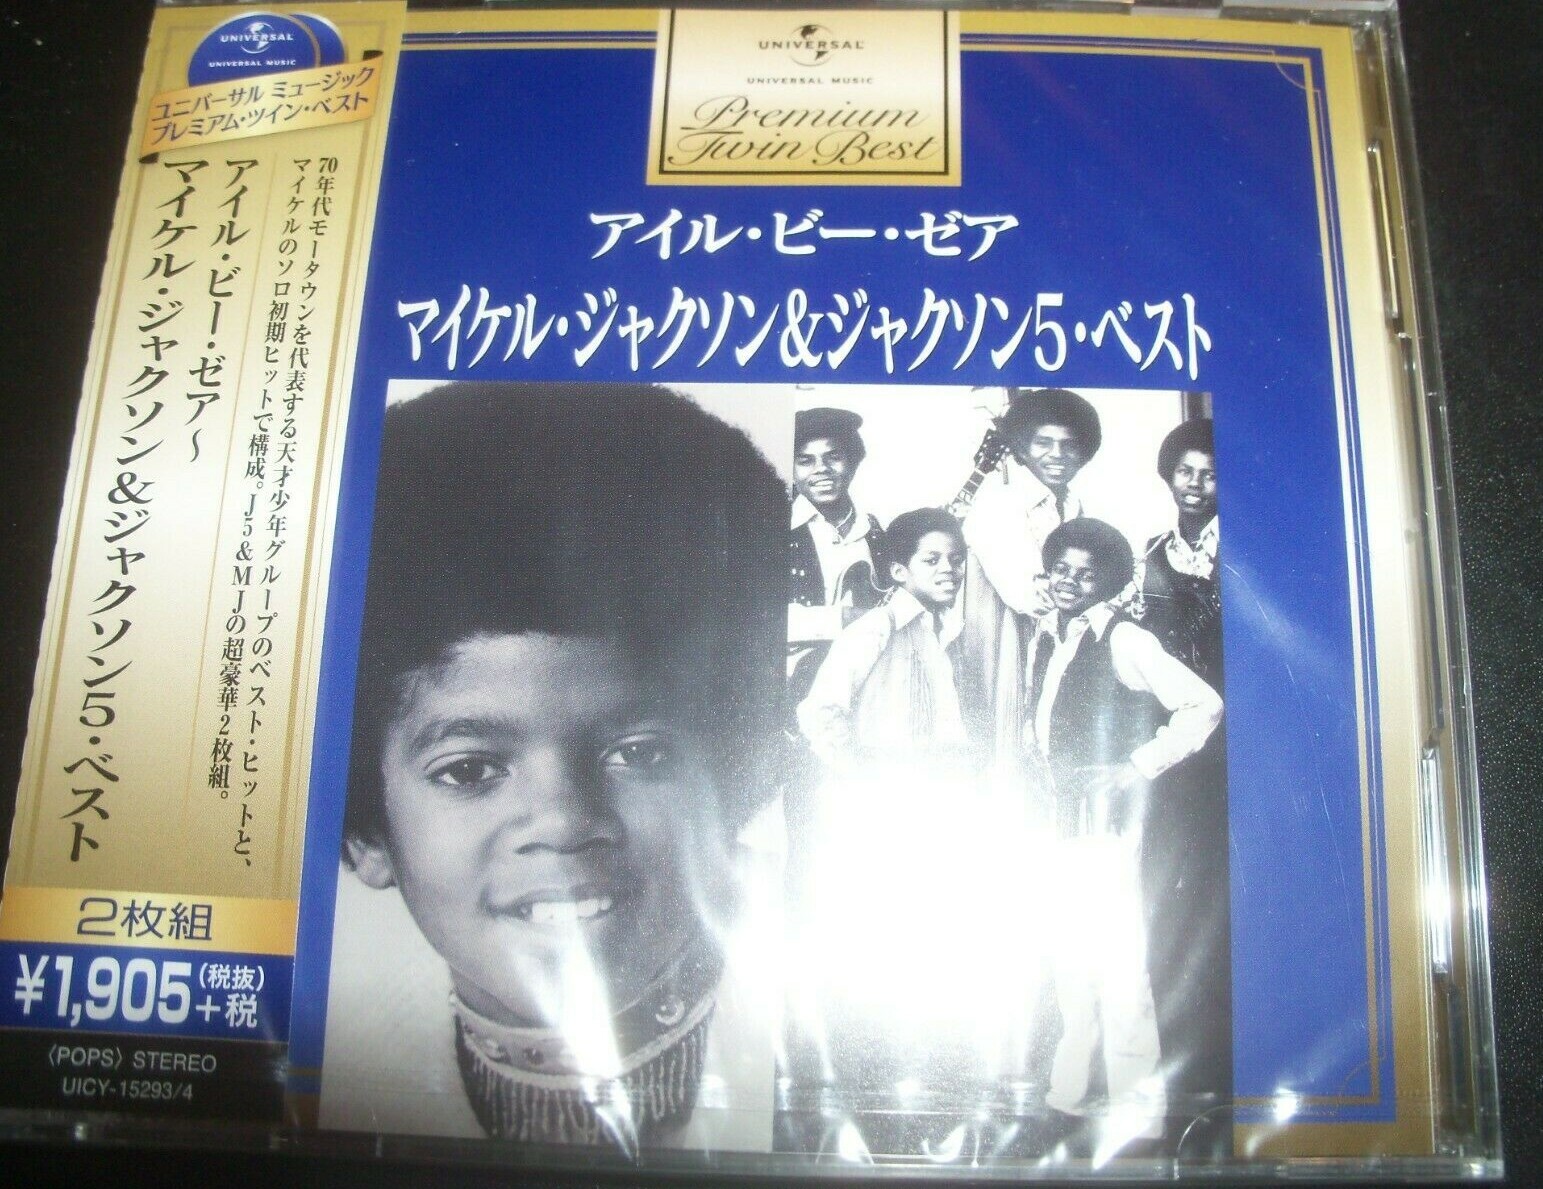 UNIVERSAL
UNIVERSAL MUSIC
ユニバーサル ミュージック
プレミアム・ツイン・ベスト
70年代モータウンを代表する天才少年グループのベスト・ヒットと、
マイケルのソロ初期ヒットで構成。J5&MJの超豪華2枚組。
アイル・ビー・ゼア～
マイケル・ジャクソン&ジャクソン5・ベスト
2枚組
¥1,905(税抜)+税
〈POPS〉 STEREO
UICY-15293/4
UNIVERSAL
UNIVERSAL MUSIC
Premium
Twin Best
アイル・ビー・ゼア
マイケル・ジャクソン&ジャクソン5・ベスト